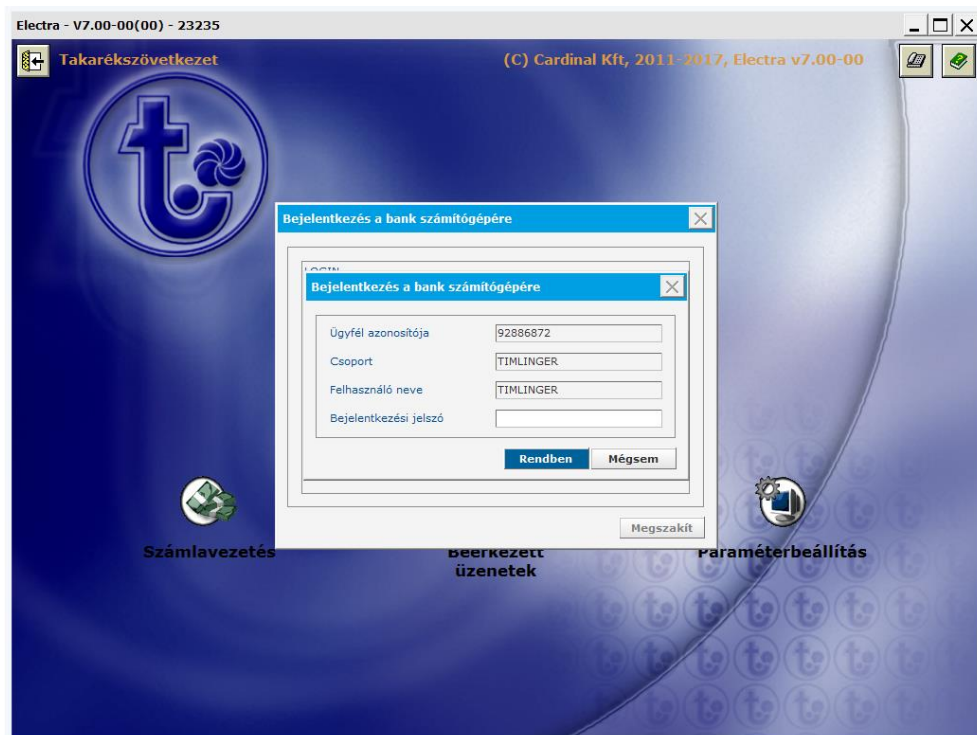 Electra - V7.00-00(00) - 23235
Takarékszövetkezet
(C) Cardinal Kft, 2011-2017, Electra v7.00-00
Bejelentkezés a bank számítógépére
LOGIN
Bejelentkezés a bank számítógépére
Ügyfél azonosítója 92886872
Csoport TIMLINGER
Felhasználó neve TIMLINGER
Bejelentkezési jelszó
Rendben Mégsem
Megszakít
Számlavezetés
Beérkezett
üzenetek
Paraméterbeállítás